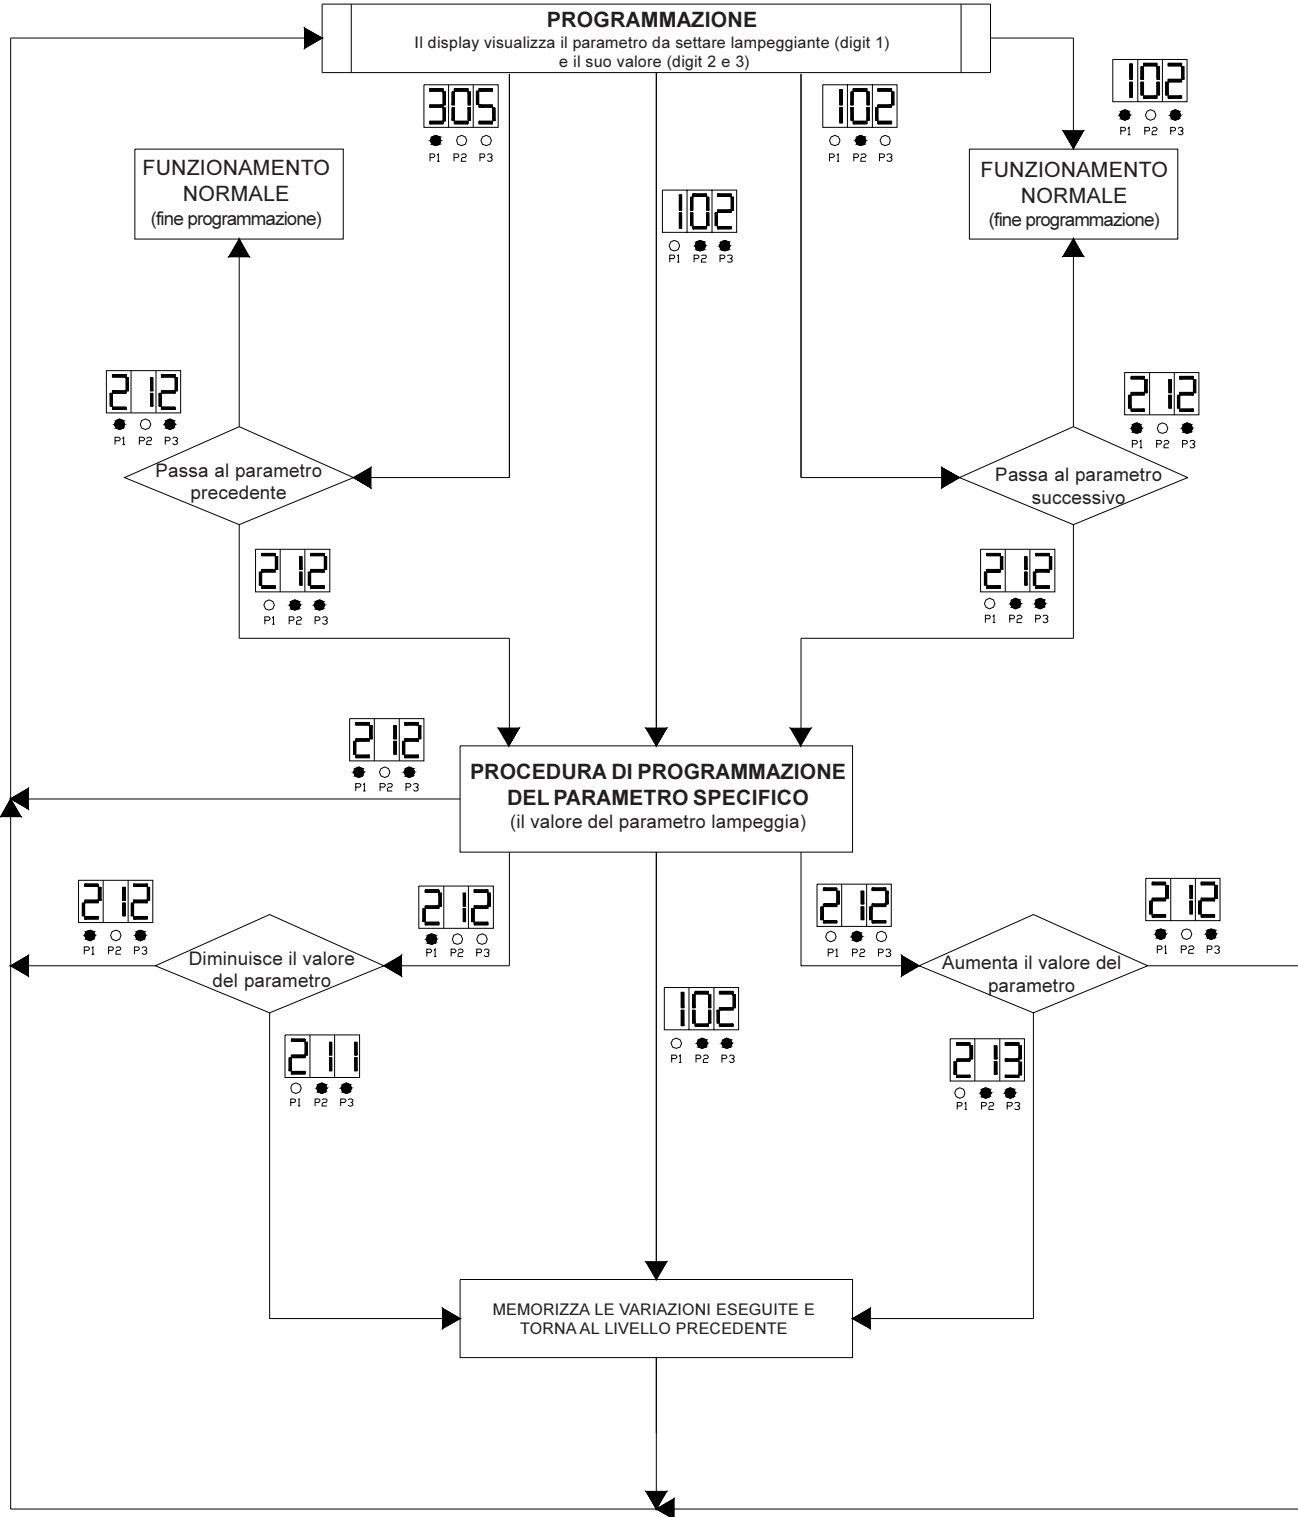 PROGRAMMAZIONE
Il display visualizza il parametro da settare lampeggiante (digit 1)
e il suo valore (digit 2 e 3)
305
P1 P2 P3
102
P1 P2 P3
102
P1 P2 P3
FUNZIONAMENTO
NORMALE
(fine programmazione)
102
P1 P2 P3
FUNZIONAMENTO
NORMALE
(fine programmazione)
212
P1 P2 P3
212
P1 P2 P3
Passa al parametro
precedente
Passa al parametro
successivo
212
P1 P2 P3
212
P1 P2 P3
212
P1 P2 P3
PROCEDURA DI PROGRAMMAZIONE
DEL PARAMETRO SPECIFICO
(il valore del parametro lampeggia)
212
P1 P2 P3
212
P1 P2 P3
212
P1 P2 P3
212
P1 P2 P3
Diminuisce il valore
del parametro
Aumenta il valore del
parametro
102
P1 P2 P3
211
P1 P2 P3
213
P1 P2 P3
MEMORIZZA LE VARIAZIONI ESEGUITE E
TORNA AL LIVELLO PRECEDENTE